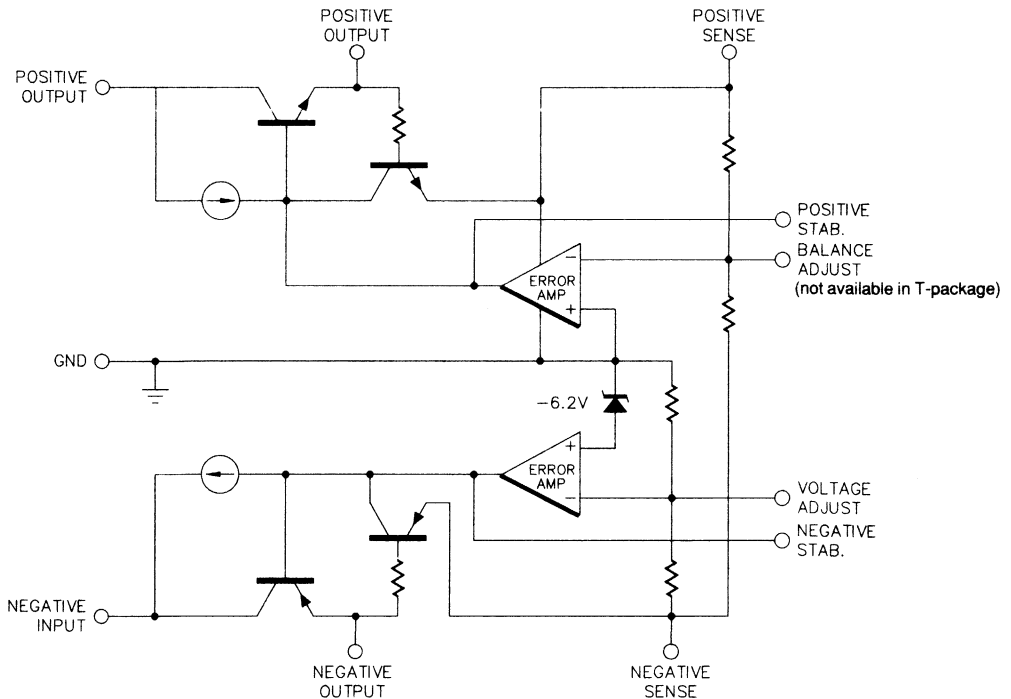 POSITIVE
OUTPUT
POSITIVE
SENSE
POSITIVE
OUTPUT
POSITIVE
STAB.
BALANCE
ADJUST
(not available in T-package)
−
ERROR
AMP
+
GND
−6.2V
+
ERROR
AMP
−
VOLTAGE
ADJUST
NEGATIVE
STAB.
NEGATIVE
INPUT
NEGATIVE
OUTPUT
NEGATIVE
SENSE